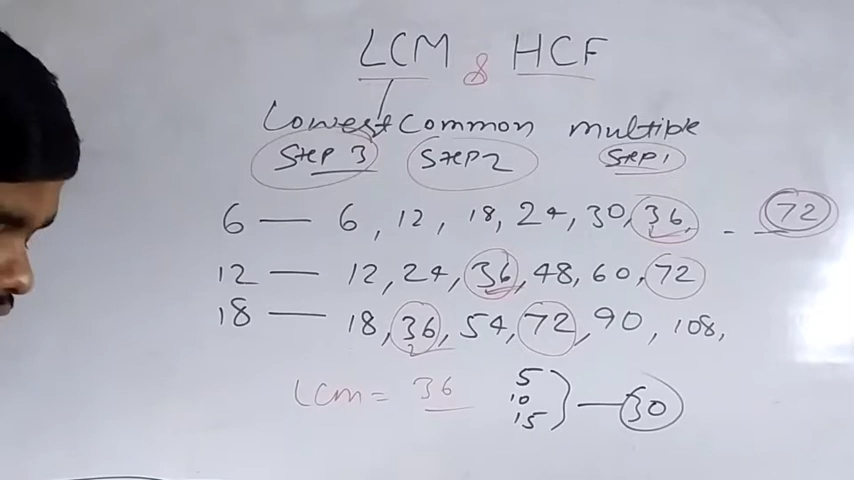 LCM & HCF
Lowest common multiple
Step 3 Step 2 Step 1
6 — 6, 12, 18, 24, 30, 36, - — 72
12 — 12, 24, 36, 48, 60, 72
18 — 18, 36, 54, 72, 90, 108,
LCM = 36
5
10
15
— 30